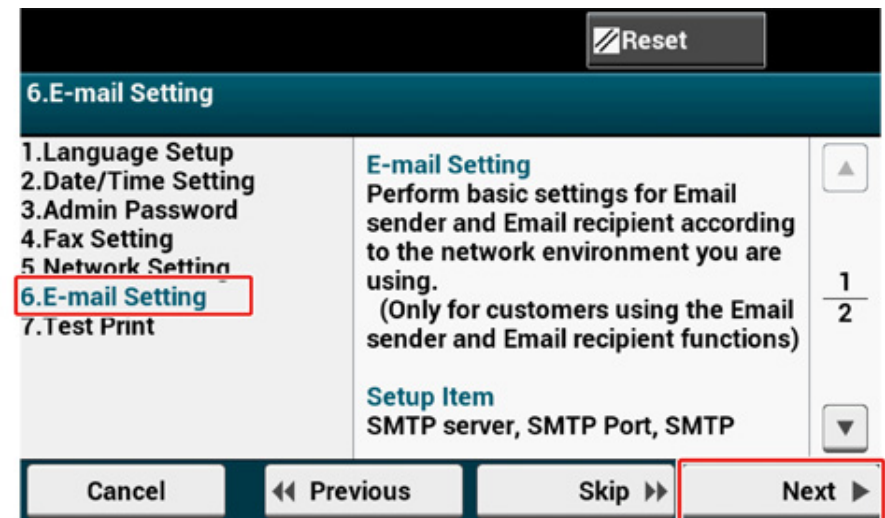 Reset
6.E-mail Setting
1.Language Setup
2.Date/Time Setting
3.Admin Password
4.Fax Setting
5.Network Setting
6.E-mail Setting
7.Test Print
E-mail Setting
Perform basic settings for Email
sender and Email recipient according
to the network environment you are
using.
(Only for customers using the Email
sender and Email recipient functions)
Setup Item
SMTP server, SMTP Port, SMTP
1
2
Cancel
Previous
Skip
Next